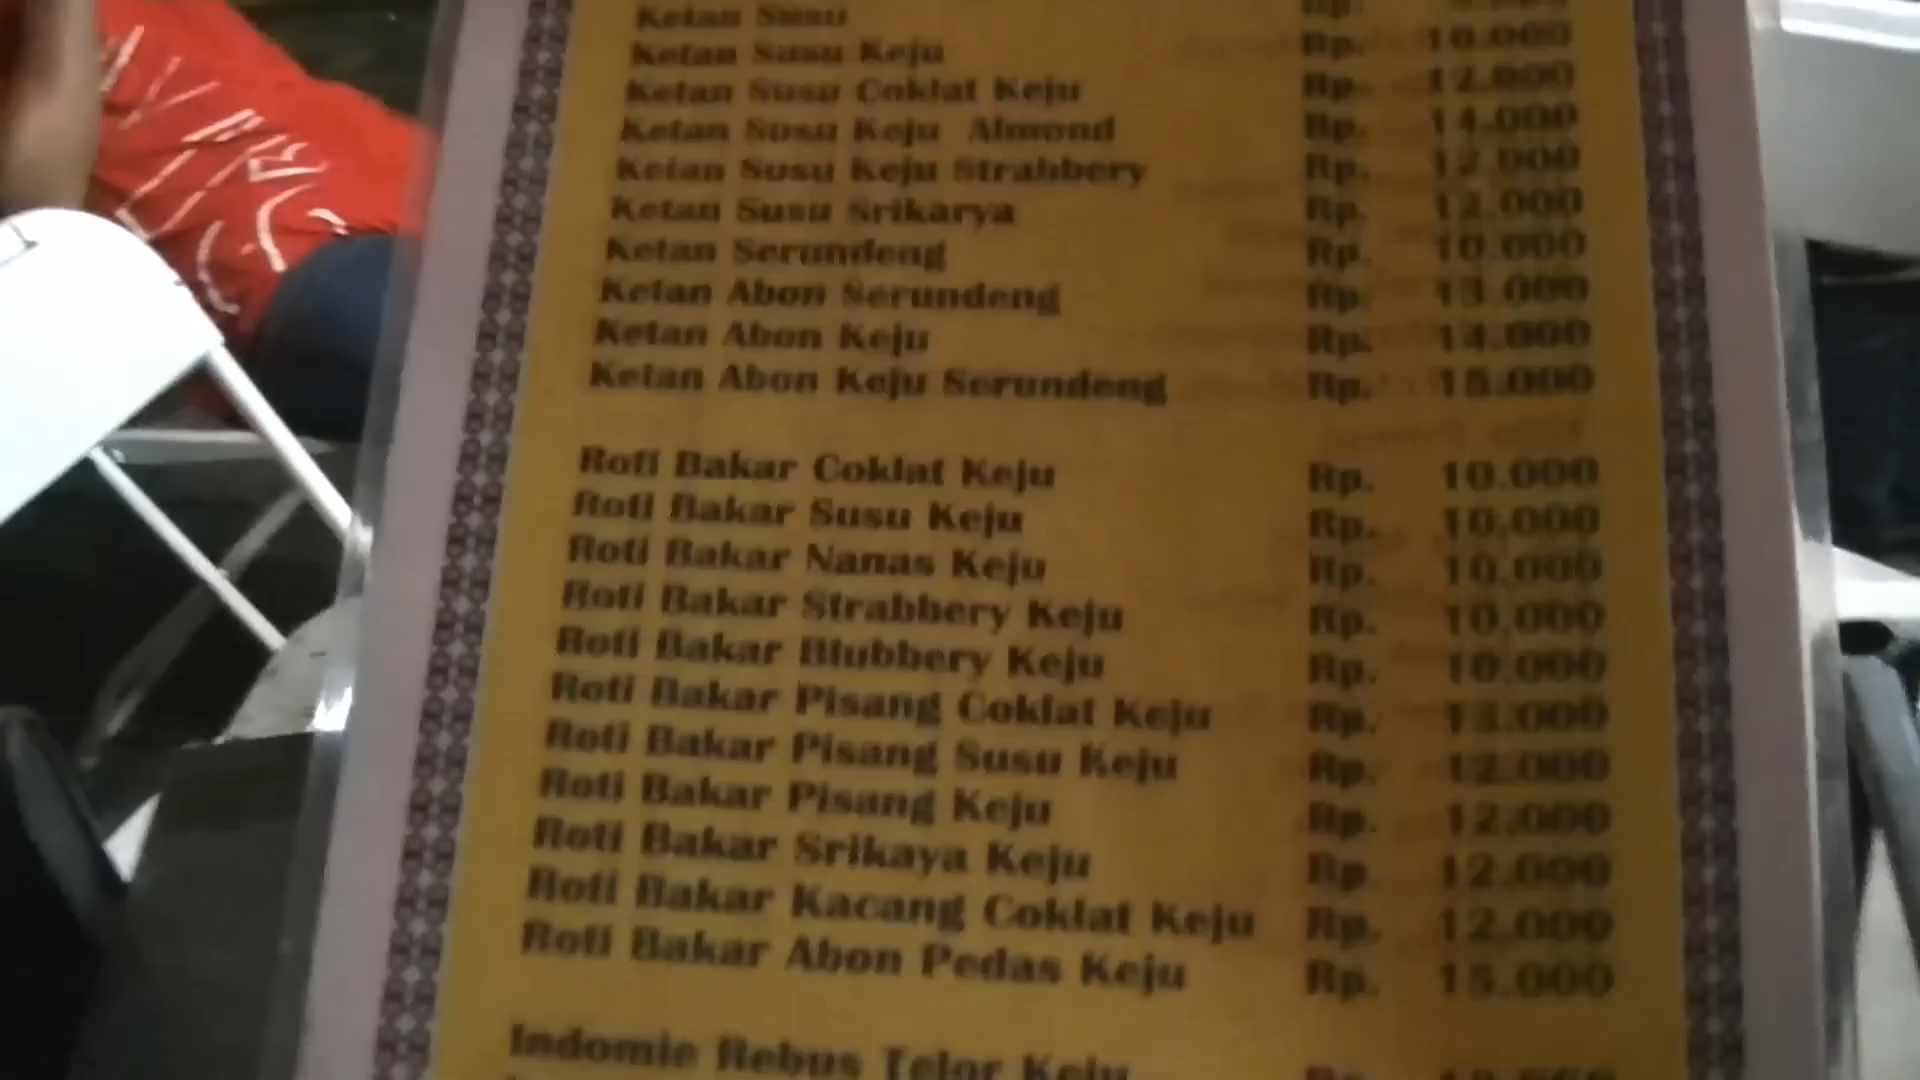 Ketan Susu Rp.
Ketan Susu Keju Rp. 10.000
Ketan Susu Coklat Keju Rp. 12.000
Ketan Susu Keju Almond Rp. 14.000
Ketan Susu Keju Strabbery Rp. 12.000
Ketan Susu Srikarya Rp. 12.000
Ketan Serundeng Rp. 10.000
Ketan Abon Serundeng Rp. 13.000
Ketan Abon Keju Rp. 14.000
Ketan Abon Keju Serundeng Rp. 15.000
Roti Bakar Coklat Keju Rp. 10.000
Roti Bakar Susu Keju Rp. 10.000
Roti Bakar Nanas Keju Rp. 10.000
Roti Bakar Strabbery Keju Rp. 10.000
Roti Bakar Blubbery Keju Rp. 10.000
Roti Bakar Pisang Coklat Keju Rp. 13.000
Roti Bakar Pisang Susu Keju Rp. 12.000
Roti Bakar Pisang Keju Rp. 12.000
Roti Bakar Srikaya Keju Rp. 12.000
Roti Bakar Kacang Coklat Keju Rp. 12.000
Roti Bakar Abon Pedas Keju Rp. 15.000
Indomie Rebus Telor Keju Rp.